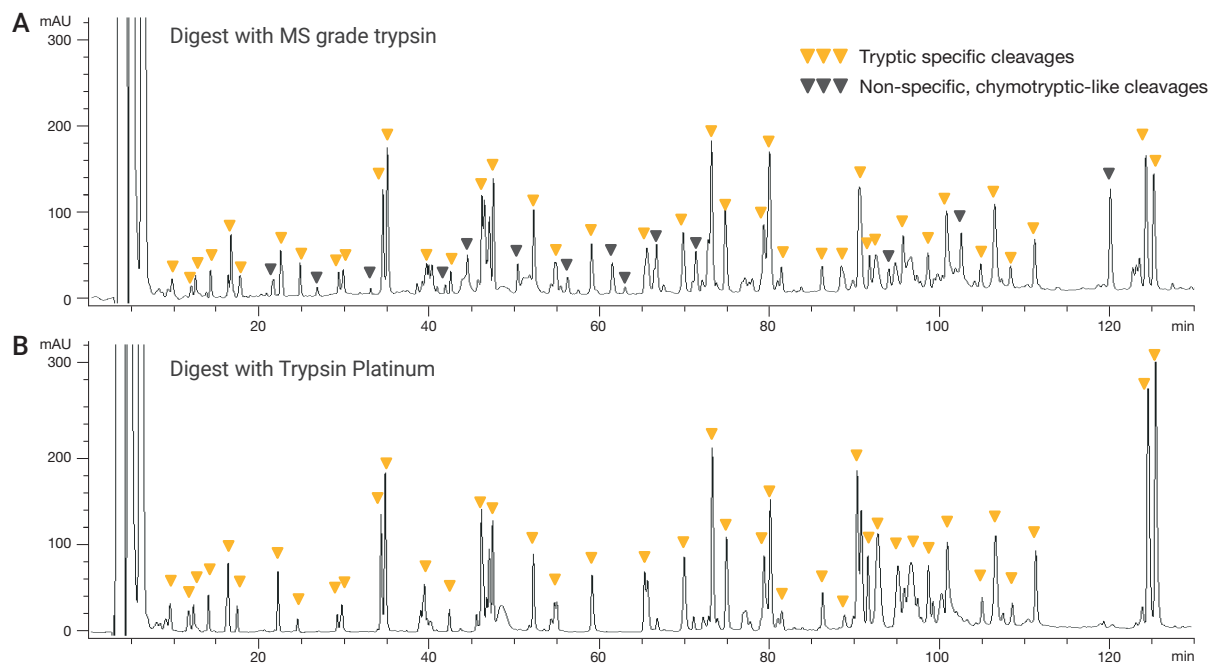 A
mAU
Digest with MS grade trypsin
Tryptic specific cleavages
Non-specific, chymotryptic-like cleavages
300
200
100
0
20 40 60 80 100 120 min
B
mAU
Digest with Trypsin Platinum
300
200
100
0
20 40 60 80 100 120 min